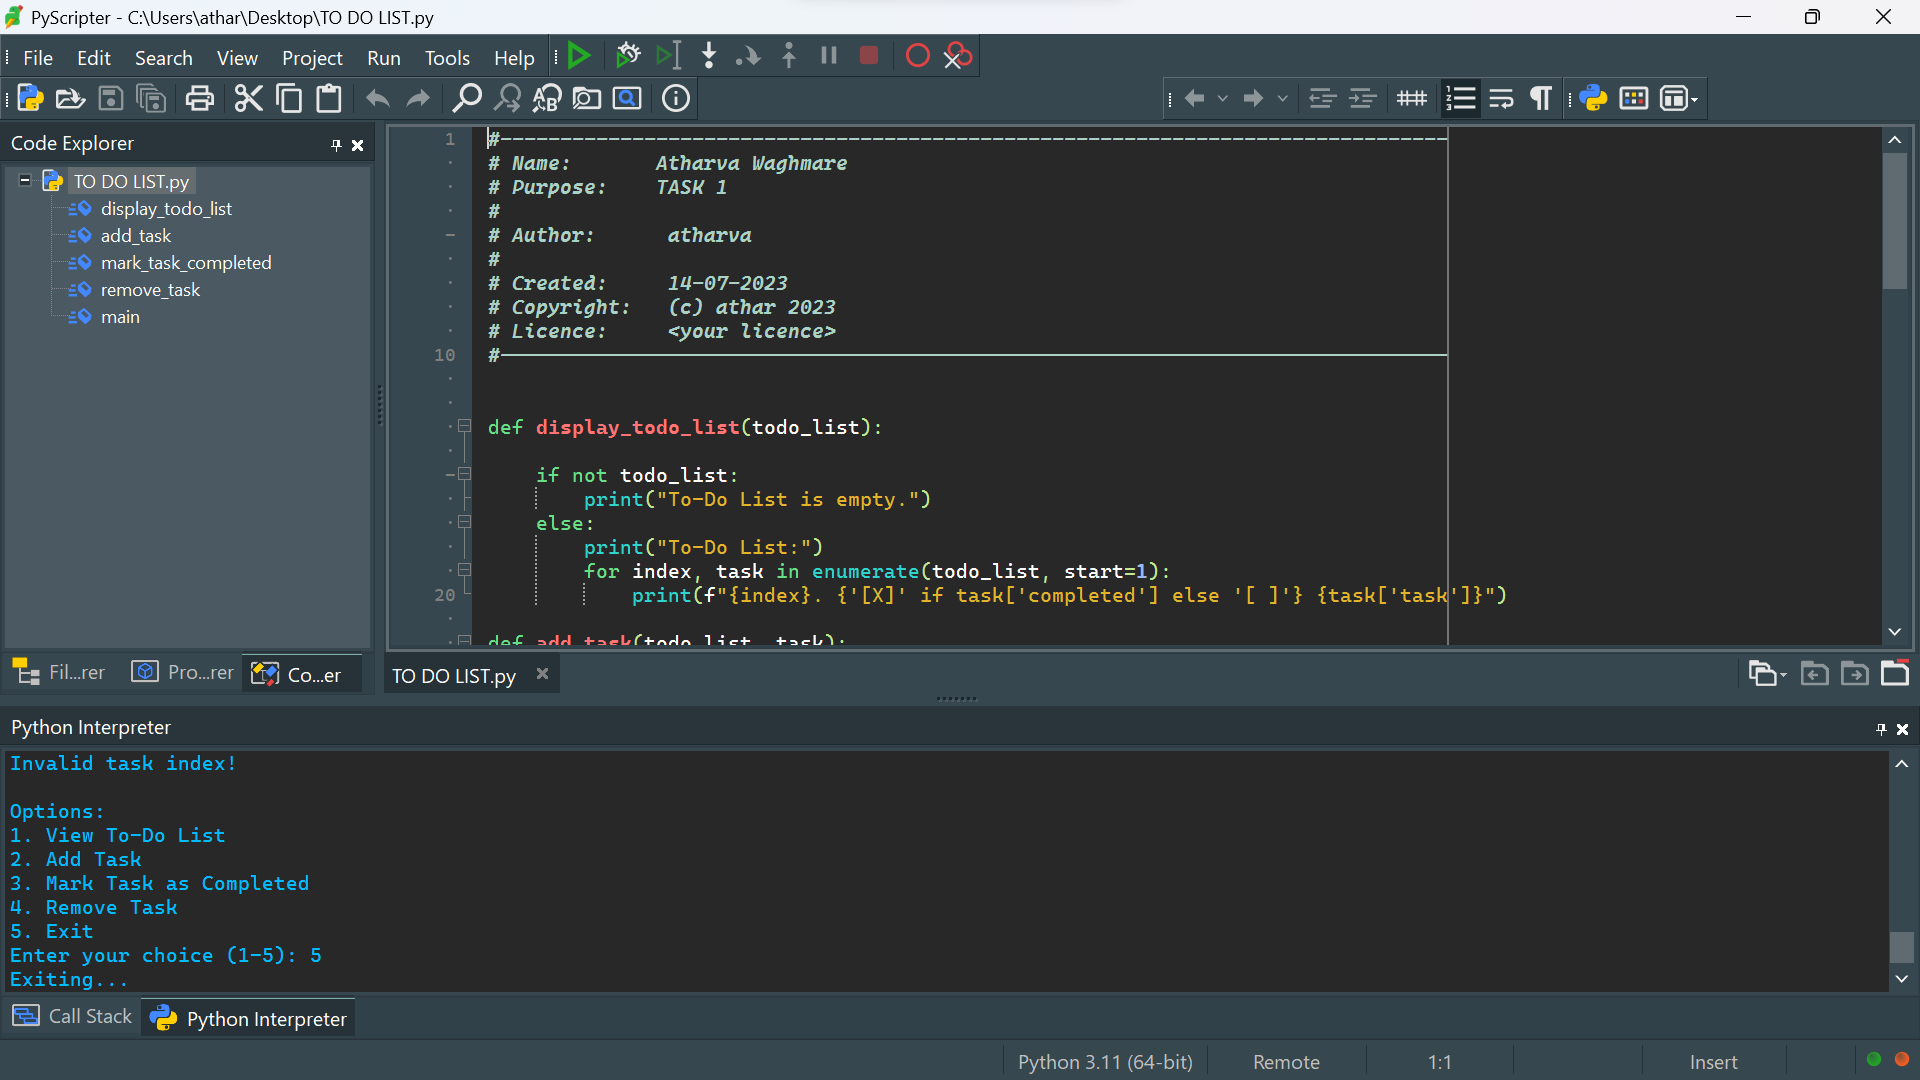 PyScripter - C:\Users\athar\Desktop\TO DO LIST.py
File Edit Search View Project Run Tools Help
Code Explorer
TO DO LIST.py
display_todo_list
add_task
mark_task_completed
remove_task
main
Fil...rer Pro...rer Co...er
1 #-------------------------------------------------------------------------------
# Name:       Atharva Waghmare
# Purpose:    TASK 1
#
# Author:      atharva
#
# Created:     14-07-2023
# Copyright:   (c) athar 2023
# Licence:     <your licence>
10 #-------------------------------------------------------------------------------
def display_todo_list(todo_list):
    if not todo_list:
        print("To-Do List is empty.")
    else:
        print("To-Do List:")
        for index, task in enumerate(todo_list, start=1):
20             print(f"{index}. {'[X]' if task['completed'] else '[ ]'} {task['task']}")
def add_task(todo_list, task):
TO DO LIST.py
Python Interpreter
Invalid task index!
Options:
1. View To-Do List
2. Add Task
3. Mark Task as Completed
4. Remove Task
5. Exit
Enter your choice (1-5): 5
Exiting...
Call Stack Python Interpreter
Python 3.11 (64-bit) Remote 1:1 Insert